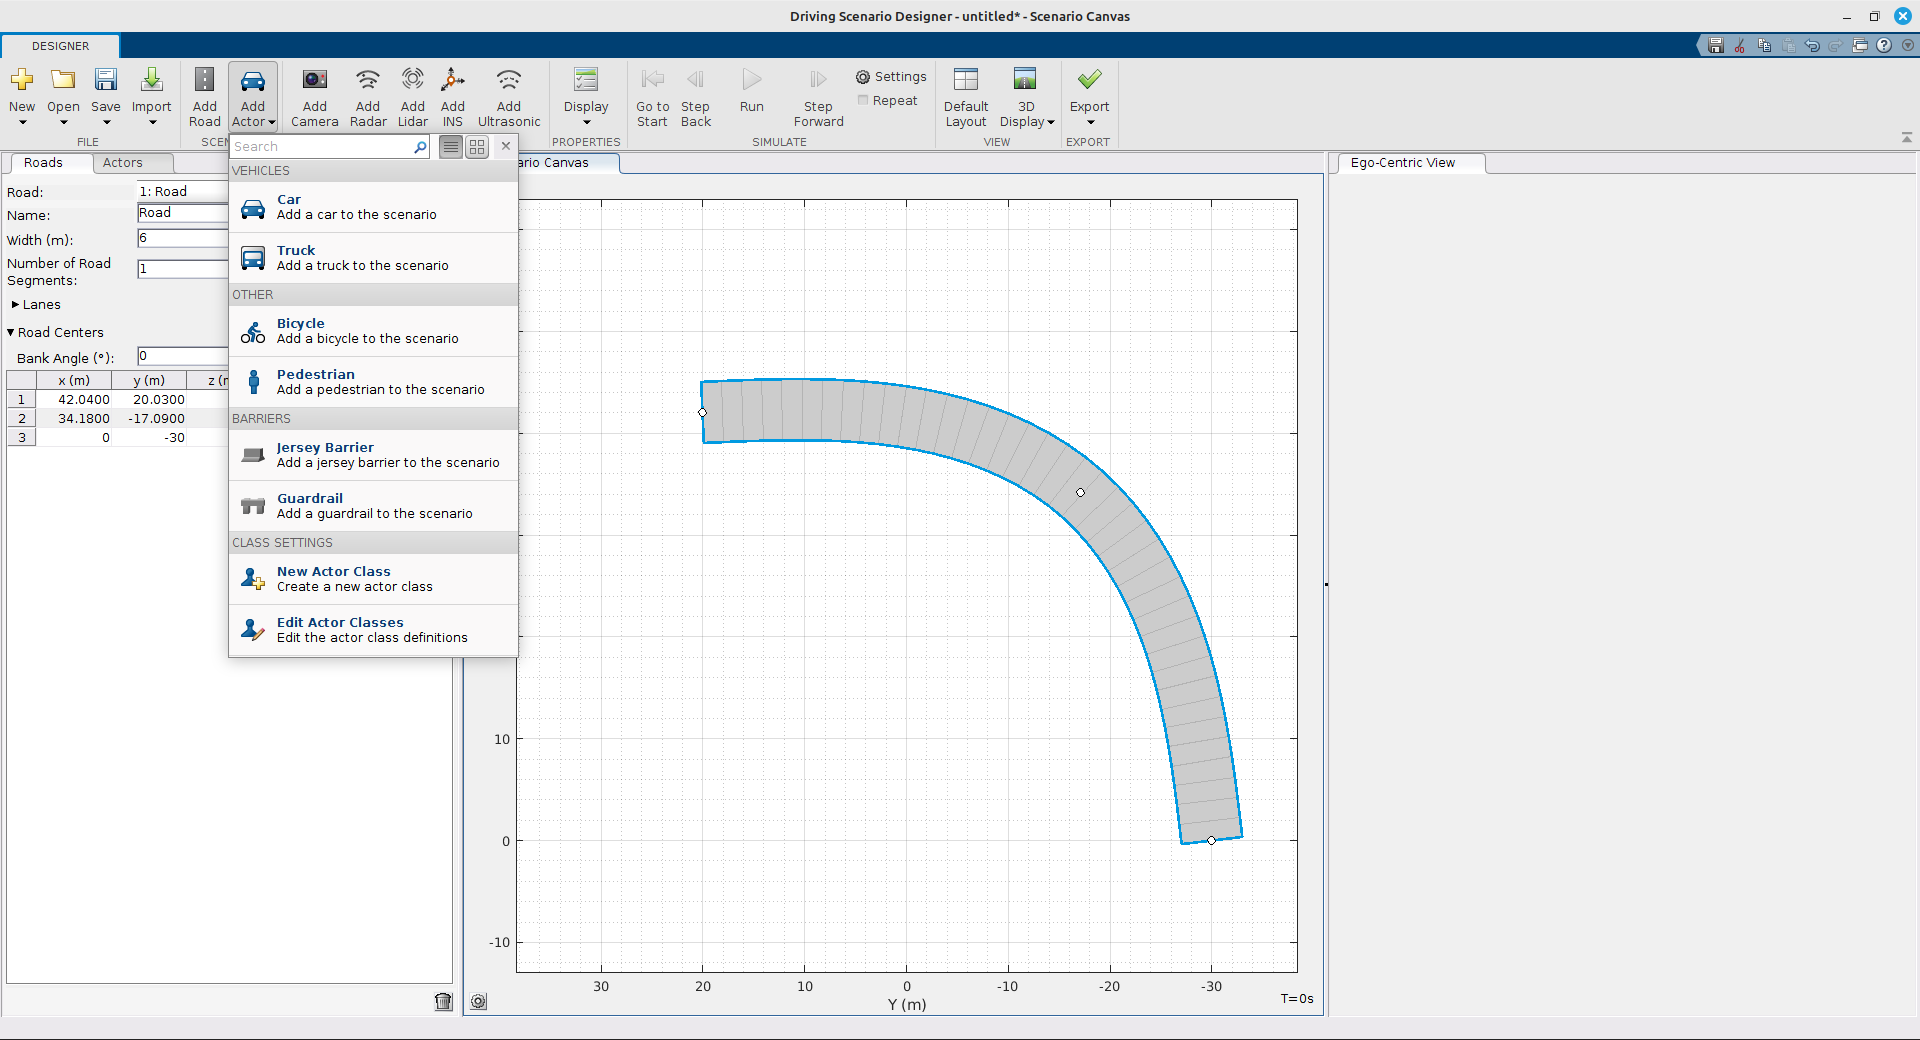 Driving Scenario Designer - untitled* - Scenario Canvas
DESIGNER
New
Open
Save
Import
Add Road
Add Actor
Add Camera
Add Radar
Add Lidar
Add INS
Add Ultrasonic
Display
Go to Start
Step Back
Run
Step Forward
Settings
Repeat
Default Layout
3D Display
Export
FILE
SCEN
PROPERTIES
SIMULATE
VIEW
EXPORT
Roads
Actors
Road:
1: Road
Name:
Road
Width (m):
6
Number of Road Segments:
1
Lanes
Road Centers
Bank Angle (°):
0
x (m) y (m) z (r
1 42.0400 20.0300
2 34.1800 -17.0900
3 0 -30
Search
VEHICLES
Car
Add a car to the scenario
Truck
Add a truck to the scenario
OTHER
Bicycle
Add a bicycle to the scenario
Pedestrian
Add a pedestrian to the scenario
BARRIERS
Jersey Barrier
Add a jersey barrier to the scenario
Guardrail
Add a guardrail to the scenario
CLASS SETTINGS
New Actor Class
Create a new actor class
Edit Actor Classes
Edit the actor class definitions
ario Canvas
10
0
-10
30 20 10 0 -10 -20 -30
Y (m)
T=0s
Ego-Centric View